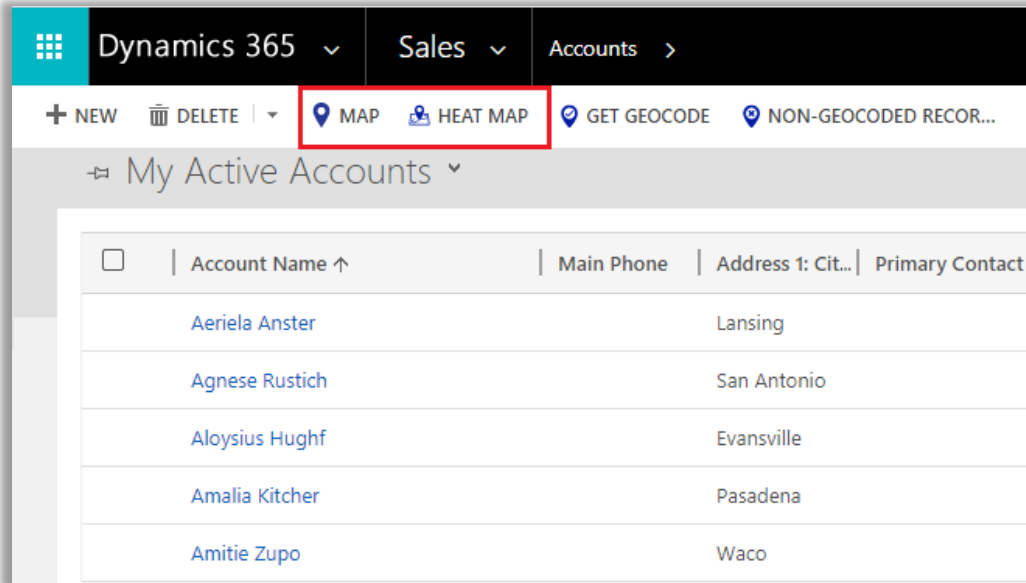 Dynamics 365 Sales Accounts
NEW DELETE MAP HEAT MAP GET GEOCODE NON-GEOCODED RECOR...
My Active Accounts
Account Name Main Phone Address 1: Cit... Primary Contact
Aeriela Anster Lansing
Agnese Rustich San Antonio
Aloysius Hughf Evansville
Amalia Kitcher Pasadena
Amitie Zupo Waco